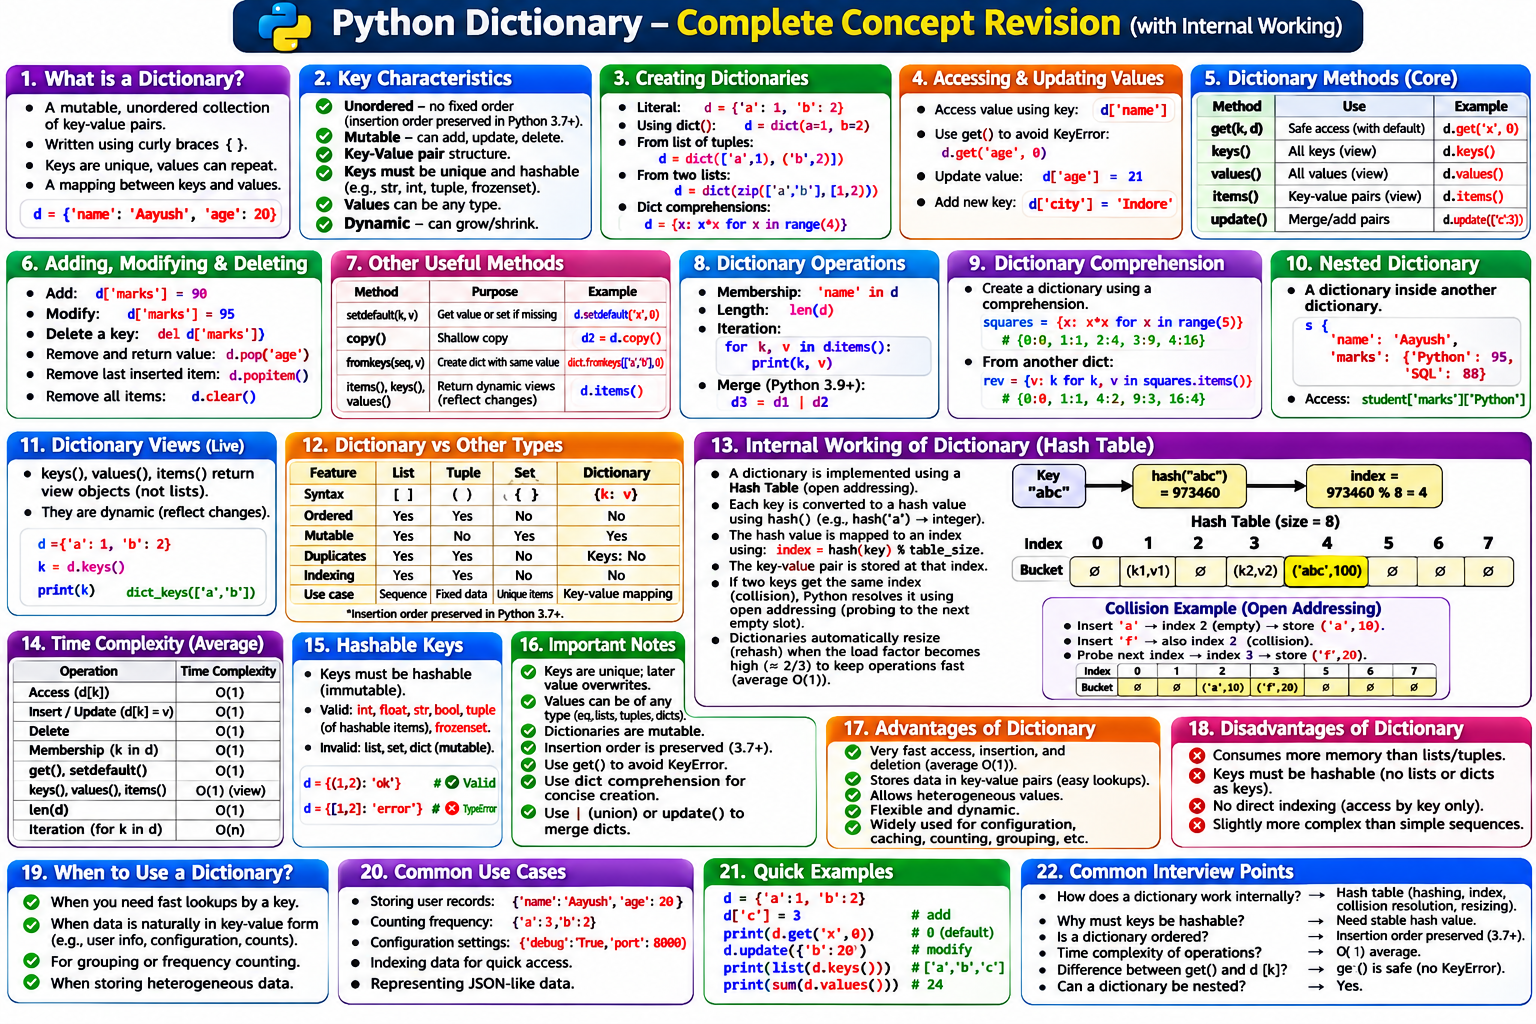 Python Dictionary – Complete Concept Revision (with Internal Working)
1. What is a Dictionary?
• A mutable, unordered collection
of key-value pairs.
• Written using curly braces { }.
• Keys are unique, values can repeat.
• A mapping between keys and values.
d = {'name': 'Aayush', 'age': 20}
2. Key Characteristics
Unordered – no fixed order
(insertion order preserved in Python 3.7+).
Mutable – can add, update, delete.
Key-Value pair structure.
Keys must be unique and hashable
(e.g., str, int, tuple, frozenset).
Values can be any type.
Dynamic – can grow/shrink.
3. Creating Dictionaries
• Literal: d = {'a': 1, 'b': 2}
• Using dict(): d = dict(a=1, b=2)
• From list of tuples:
d = dict(['a',1), ('b',2)])
• From two lists:
d = dict(zip(['a','b'], [1,2)))
• Dict comprehensions:
d = {x: x*x for x in range(4)}
4. Accessing & Updating Values
• Access value using key: d['name']
• Use get() to avoid KeyError:
d.get('age', 0)
• Update value: d['age'] = 21
• Add new key: d['city'] = 'Indore'
5. Dictionary Methods (Core)
Method Use Example
get(k, d) Safe access (with default) d.get('x', 0)
keys() All keys (view) d.keys()
values() All values (view) d.values()
items() Key-value pairs (view) d.items()
update() Merge/add pairs d.update(['c':3})
6. Adding, Modifying & Deleting
• Add: d['marks'] = 90
• Modify: d['marks'] = 95
• Delete a key: del d['marks'])
• Remove and return value: d.pop('age')
• Remove last inserted item: d.popitem()
• Remove all items: d.clear()
7. Other Useful Methods
Method Purpose Example
setdefault(k, v) Get value or set if missing d.setdefault('x', 0)
copy() Shallow copy d2 = d.copy()
fromkeys(seq, v) Create dict with same value dict.fromkeys(['a','b'],0)
items(), keys(), values() Return dynamic views (reflect changes) d.items()
8. Dictionary Operations
• Membership: 'name' in d
• Length: len(d)
• Iteration:
for k, v in d.items():
print(k, v)
• Merge (Python 3.9+):
d3 = d1 | d2
9. Dictionary Comprehension
• Create a dictionary using a
comprehension.
squares = {x: x*x for x in range(5)}
# {0:0, 1:1, 2:4, 3:9, 4:16}
• From another dict:
rev = {v: k for k, v in squares.items()}
# {0:0, 1:1, 4:2, 9:3, 16:4}
10. Nested Dictionary
• A dictionary inside another
dictionary.
s {
'name': 'Aayush',
'marks': {'Python': 95,
'SQL': 88}
• Access: student['marks']["Python']
11. Dictionary Views (Live)
• keys(), values(), items() return
view objects (not lists).
• They are dynamic (reflect changes).
d ={'a': 1, 'b': 2}
k = d.keys()
print(k) dict_keys(['a', 'b'])
12. Dictionary vs Other Types
Feature List Tuple Set Dictionary
Syntax [ ] ( ) { } {k: v}
Ordered Yes Yes No No
Mutable Yes No Yes Yes
Duplicates Yes Yes No Keys: No
Indexing Yes Yes No No
Use case Sequence Fixed data Unique items Key-value mapping
*Insertion order preserved in Python 3.7+.
13. Internal Working of Dictionary (Hash Table)
• A dictionary is implemented using a
Hash Table (open addressing).
• Each key is converted to a hash value
using hash() (e.g., hash("a") → integer).
• The hash value is mapped to an index
using: index = hash(key) % table_size.
• The key-value pair is stored at that index.
• If two keys get the same index
(collision), Python resolves it using
open addressing (probing to the next
empty slot).
• Dictionaries automatically resize
(rehash) when the load factor becomes
high (≈ 2/3) to keep operations fast
(average O(1)).
Key
"abc"
hash("abc")
= 973460
index =
973460 % 8 = 4
Hash Table (size = 8)
Index 0 1 2 3 4 5 6 7
Bucket ∅ (k1,v1) ∅ (k2,v2) ('abc',100) ∅ ∅ ∅
Collision Example (Open Addressing)
• Insert 'a' → index 2 (empty) → store ('a',10).
• Insert 'f' → also index 2 (collision).
• Probe next index → index 3 → store ('f',20).
Index 0 1 2 3 4 5 6 7
Bucket ∅ ∅ ('a',10) ('f',20) ∅ ∅ ∅
14. Time Complexity (Average)
Operation Time Complexity
Access (d[k]) O(1)
Insert / Update (d[k] = v) O(1)
Delete O(1)
Membership (k in d) O(1)
get(), setdefault() O(1)
keys(), values(), items() O(1) (view)
len(d) O(1)
Iteration (for k in d) O(n)
15. Hashable Keys
• Keys must be hashable
(immutable).
• Valid: int, float, str, bool, tuple
(of hashable items), frozenset.
• Invalid: list, set, dict (mutable).
d = {(1,2): 'ok'} # Valid
d = {[1,2]: 'error'} # TypeError
16. Important Notes
Keys are unique; later
value overwrites.
Values can be of any
type (eq, lists, tuples, dicts).
Dictionaries are mutable.
Insertion order is preserved (3.7+).
Use get() to avoid KeyError.
Use dict comprehension for
concise creation.
Use | (union) or update() to
merge dicts.
17. Advantages of Dictionary
Very fast access, insertion, and
deletion (average O(1)).
Stores data in key-value pairs (easy lookups).
Allows heterogeneous values.
Flexible and dynamic.
Widely used for configuration,
caching, counting, grouping, etc.
18. Disadvantages of Dictionary
Consumes more memory than lists/tuples.
Keys must be hashable (no lists or dicts
as keys).
No direct indexing (access by key only).
Slightly more complex than simple sequences.
19. When to Use a Dictionary?
When you need fast lookups by a key.
When data is naturally in key-value form
(e.g., user info, configuration, counts).
For grouping or frequency counting.
When storing heterogeneous data.
20. Common Use Cases
• Storing user records: {'name': "Aayush', 'age': 20 }
• Counting frequency: {'a':3,'b':2}
• Configuration settings: {'debug':'True,'port': 8000)
• Indexing data for quick access.
• Representing JSON-like data.
21. Quick Examples
d = {'a':1, 'b':2}
d['c'] = 3 # add
print(d.get('x',0)) # 0 (default)
d.update({'b':20') # modify
print(list(d.keys())) # ['a','b','c']
print(sum(d.values())) # 24
22. Common Interview Points
• How does a dictionary work internally? → Hash table (hashing, index,
collision resolution, resizing).
• Why must keys be hashable? → Need stable hash value.
• Is a dictionary ordered? → Insertion order preserved (3.7+).
• Time complexity of operations? → O( 1) average.
• Difference between get() and d [k]? → get() is safe (no KeyError).
• Can a dictionary be nested? → Yes.